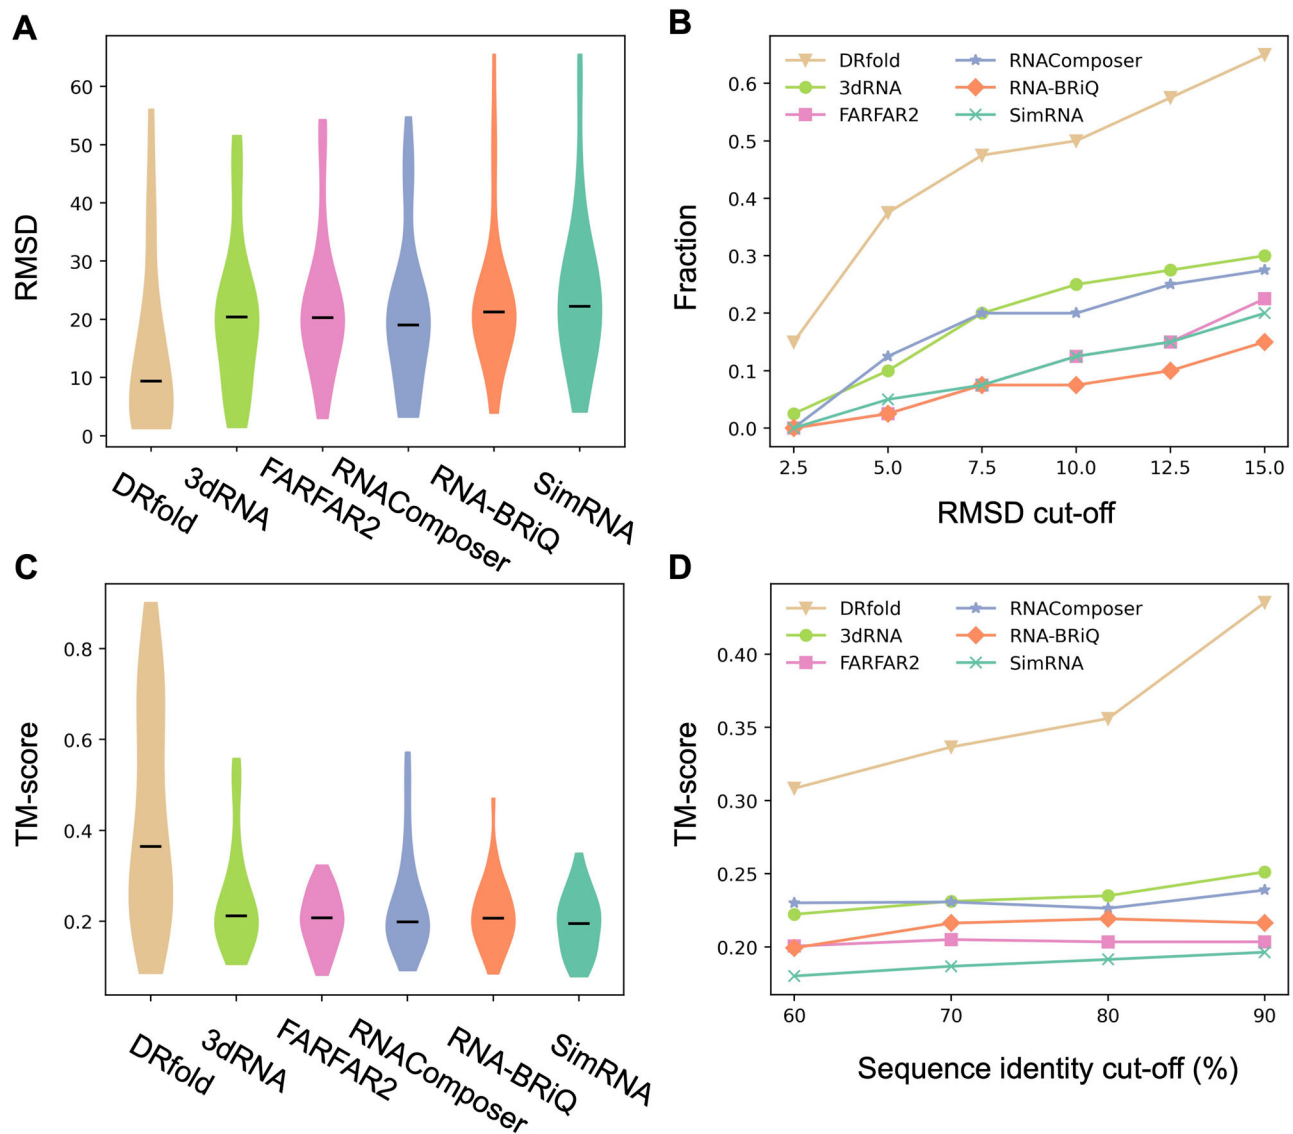 A
RMSD
60
50
40
30
20
10
0
DRfold
3dRNA
FARFAR2
RNAComposer
RNA-BRiQ
SimRNA
B
Fraction
0.6
0.5
0.4
0.3
0.2
0.1
0.0
DRfold
3dRNA
FARFAR2
RNAComposer
RNA-BRiQ
SimRNA
2.5 5.0 7.5 10.0 12.5 15.0
RMSD cut-off
C
TM-score
0.8
0.6
0.4
0.2
DRfold
3dRNA
FARFAR2
RNAComposer
RNA-BRiQ
SimRNA
D
TM-score
0.40
0.35
0.30
0.25
0.20
DRfold
3dRNA
FARFAR2
RNAComposer
RNA-BRiQ
SimRNA
60 70 80 90
Sequence identity cut-off (%)